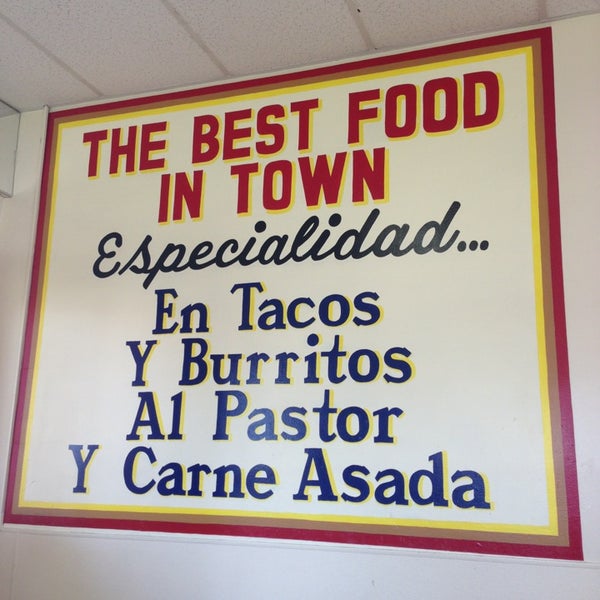 THE BEST FOOD
IN TOWN
Especialidad...
En Tacos
Y Burritos
Al Pastor
Y Carne Asada